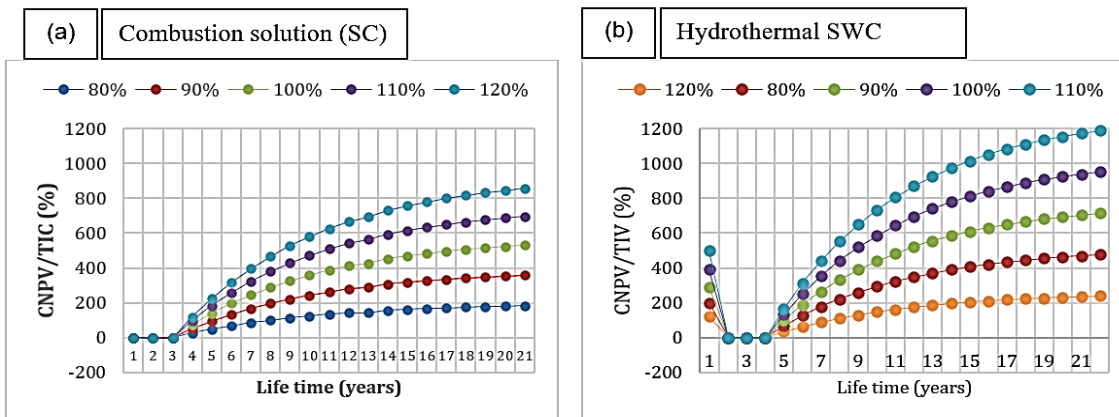 (a) Combustion solution (SC)
80% 90% 100% 110% 120%
CNPV/TIC (%)
1200
1000
800
600
400
200
0
-200
1 2 3 4 5 6 7 8 9 10 11 12 13 14 15 16 17 18 19 20 21
Life time (years)
(b) Hydrothermal SWC
120% 80% 90% 100% 110%
CNPV/TIV (%)
1200
1000
800
600
400
200
0
-200
1 3 5 7 9 11 13 15 17 19 21
Life time (years)